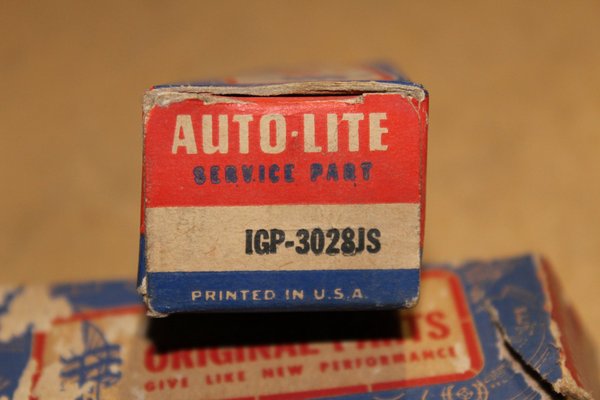 AUTO·LITE
SERVICE PART
IGP-3028JS
PRINTED IN U.S.A.
ORIGINAL PARTS
GIVE LIKE NEW PERFORMANCE